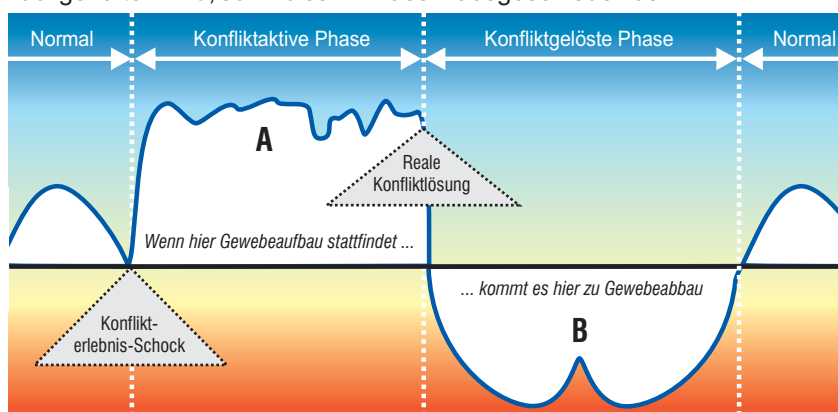 Normal
Konfliktaktive Phase
Konfliktgelöste Phase
Normal
A
Reale
Konfliktlösung
Wenn hier Gewebeaufbau stattfindet ...
... kommt es hier zu Gewebeabbau
Konflikt-
erlebnis-Schock
B